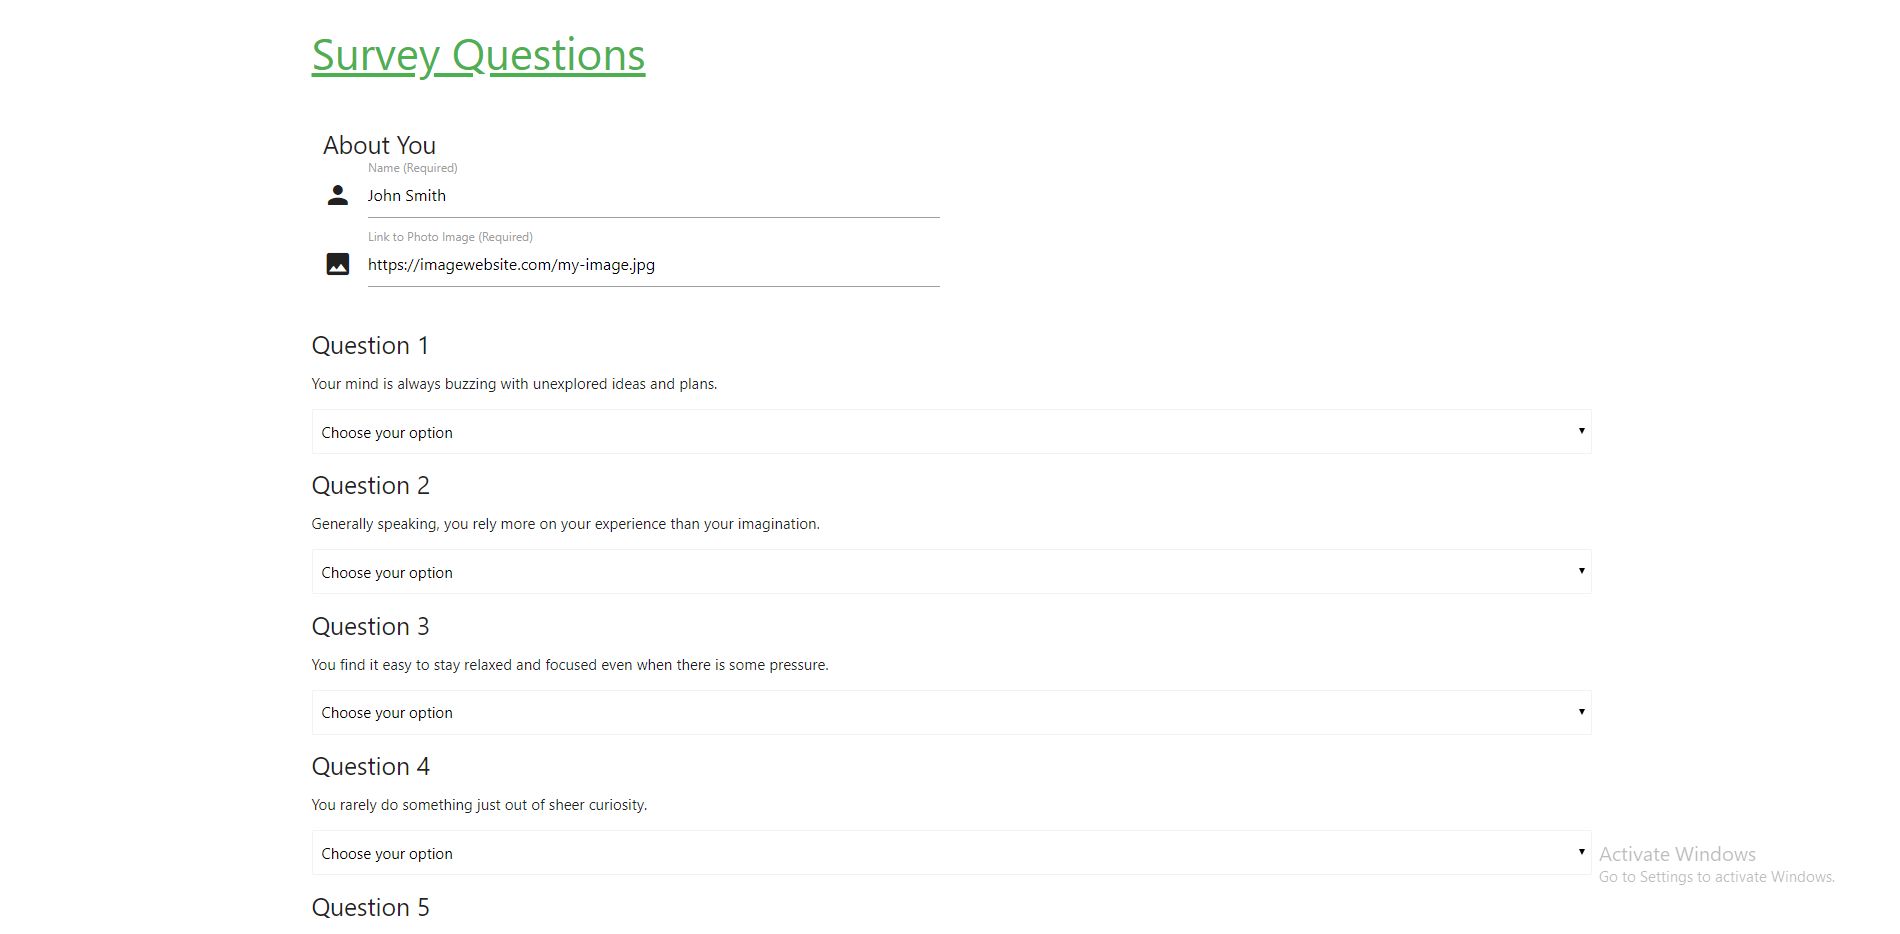 Survey Questions
About You
Name (Required)
John Smith
Link to Photo Image (Required)
https://imagewebsite.com/my-image.jpg
Question 1
Your mind is always buzzing with unexplored ideas and plans.
Choose your option
Question 2
Generally speaking, you rely more on your experience than your imagination.
Choose your option
Question 3
You find it easy to stay relaxed and focused even when there is some pressure.
Choose your option
Question 4
You rarely do something just out of sheer curiosity.
Choose your option
Activate Windows
Go to Settings to activate Windows.
Question 5